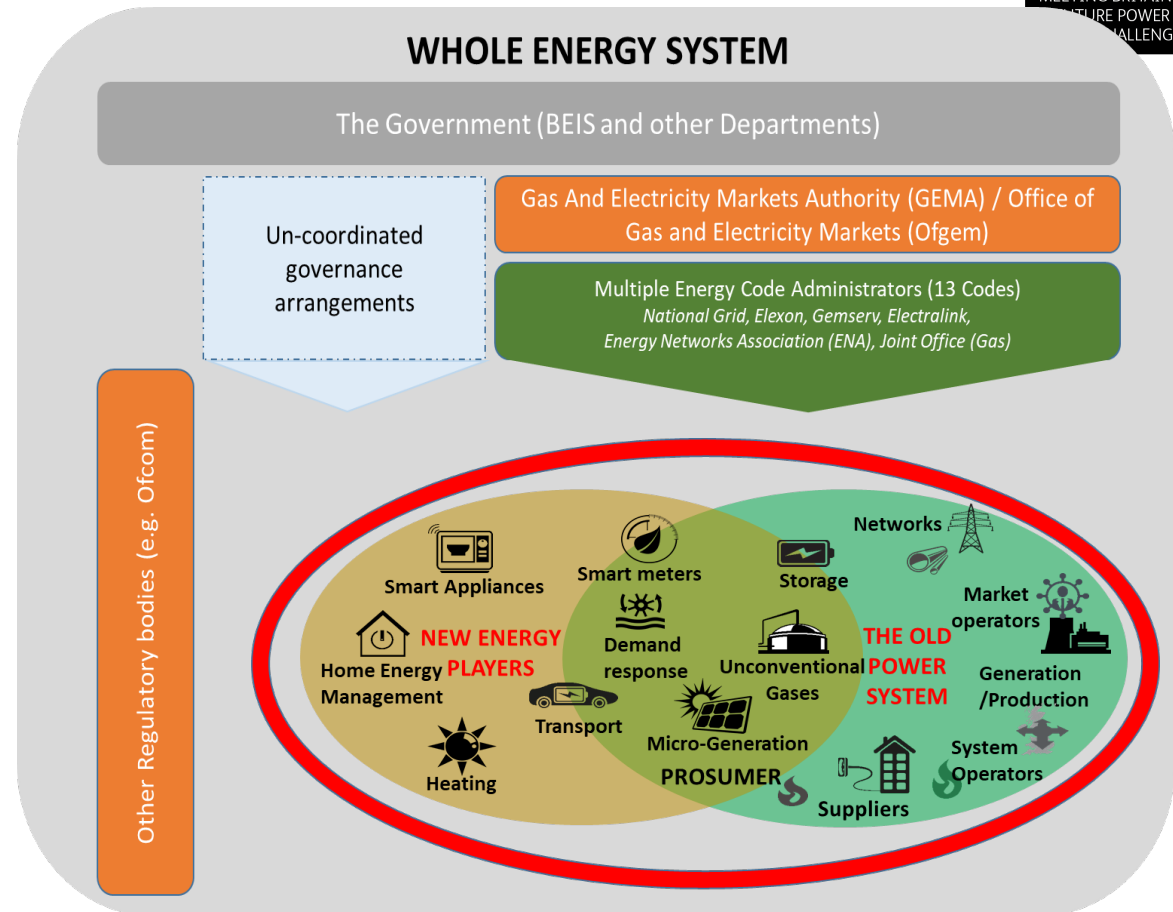 TURE POWER
WHOLE ENERGY SYSTEM
The Government (BEIS and other Departments)
Un-coordinated
governance
arrangements
Gas And Electricity Markets Authority (GEMA) / Office of
Gas and Electricity Markets (Ofgem)
Multiple Energy Code Administrators (13 Codes)
National Grid, Elexon, Gemserv, Electralink,
Energy Networks Association (ENA), Joint Office (Gas)
Other Regulatory bodies (e.g. Ofcom)
Smart Appliances
Home Energy
Management
NEW ENERGY
PLAYERS
Transport
Heating
Smart meters
Demand
response
Storage
Unconventional
Gases
Micro-Generation
PROSUMER
Networks
Market
operators
THE OLD
POWER
SYSTEM
Generation
/Production
System
Operators
Suppliers